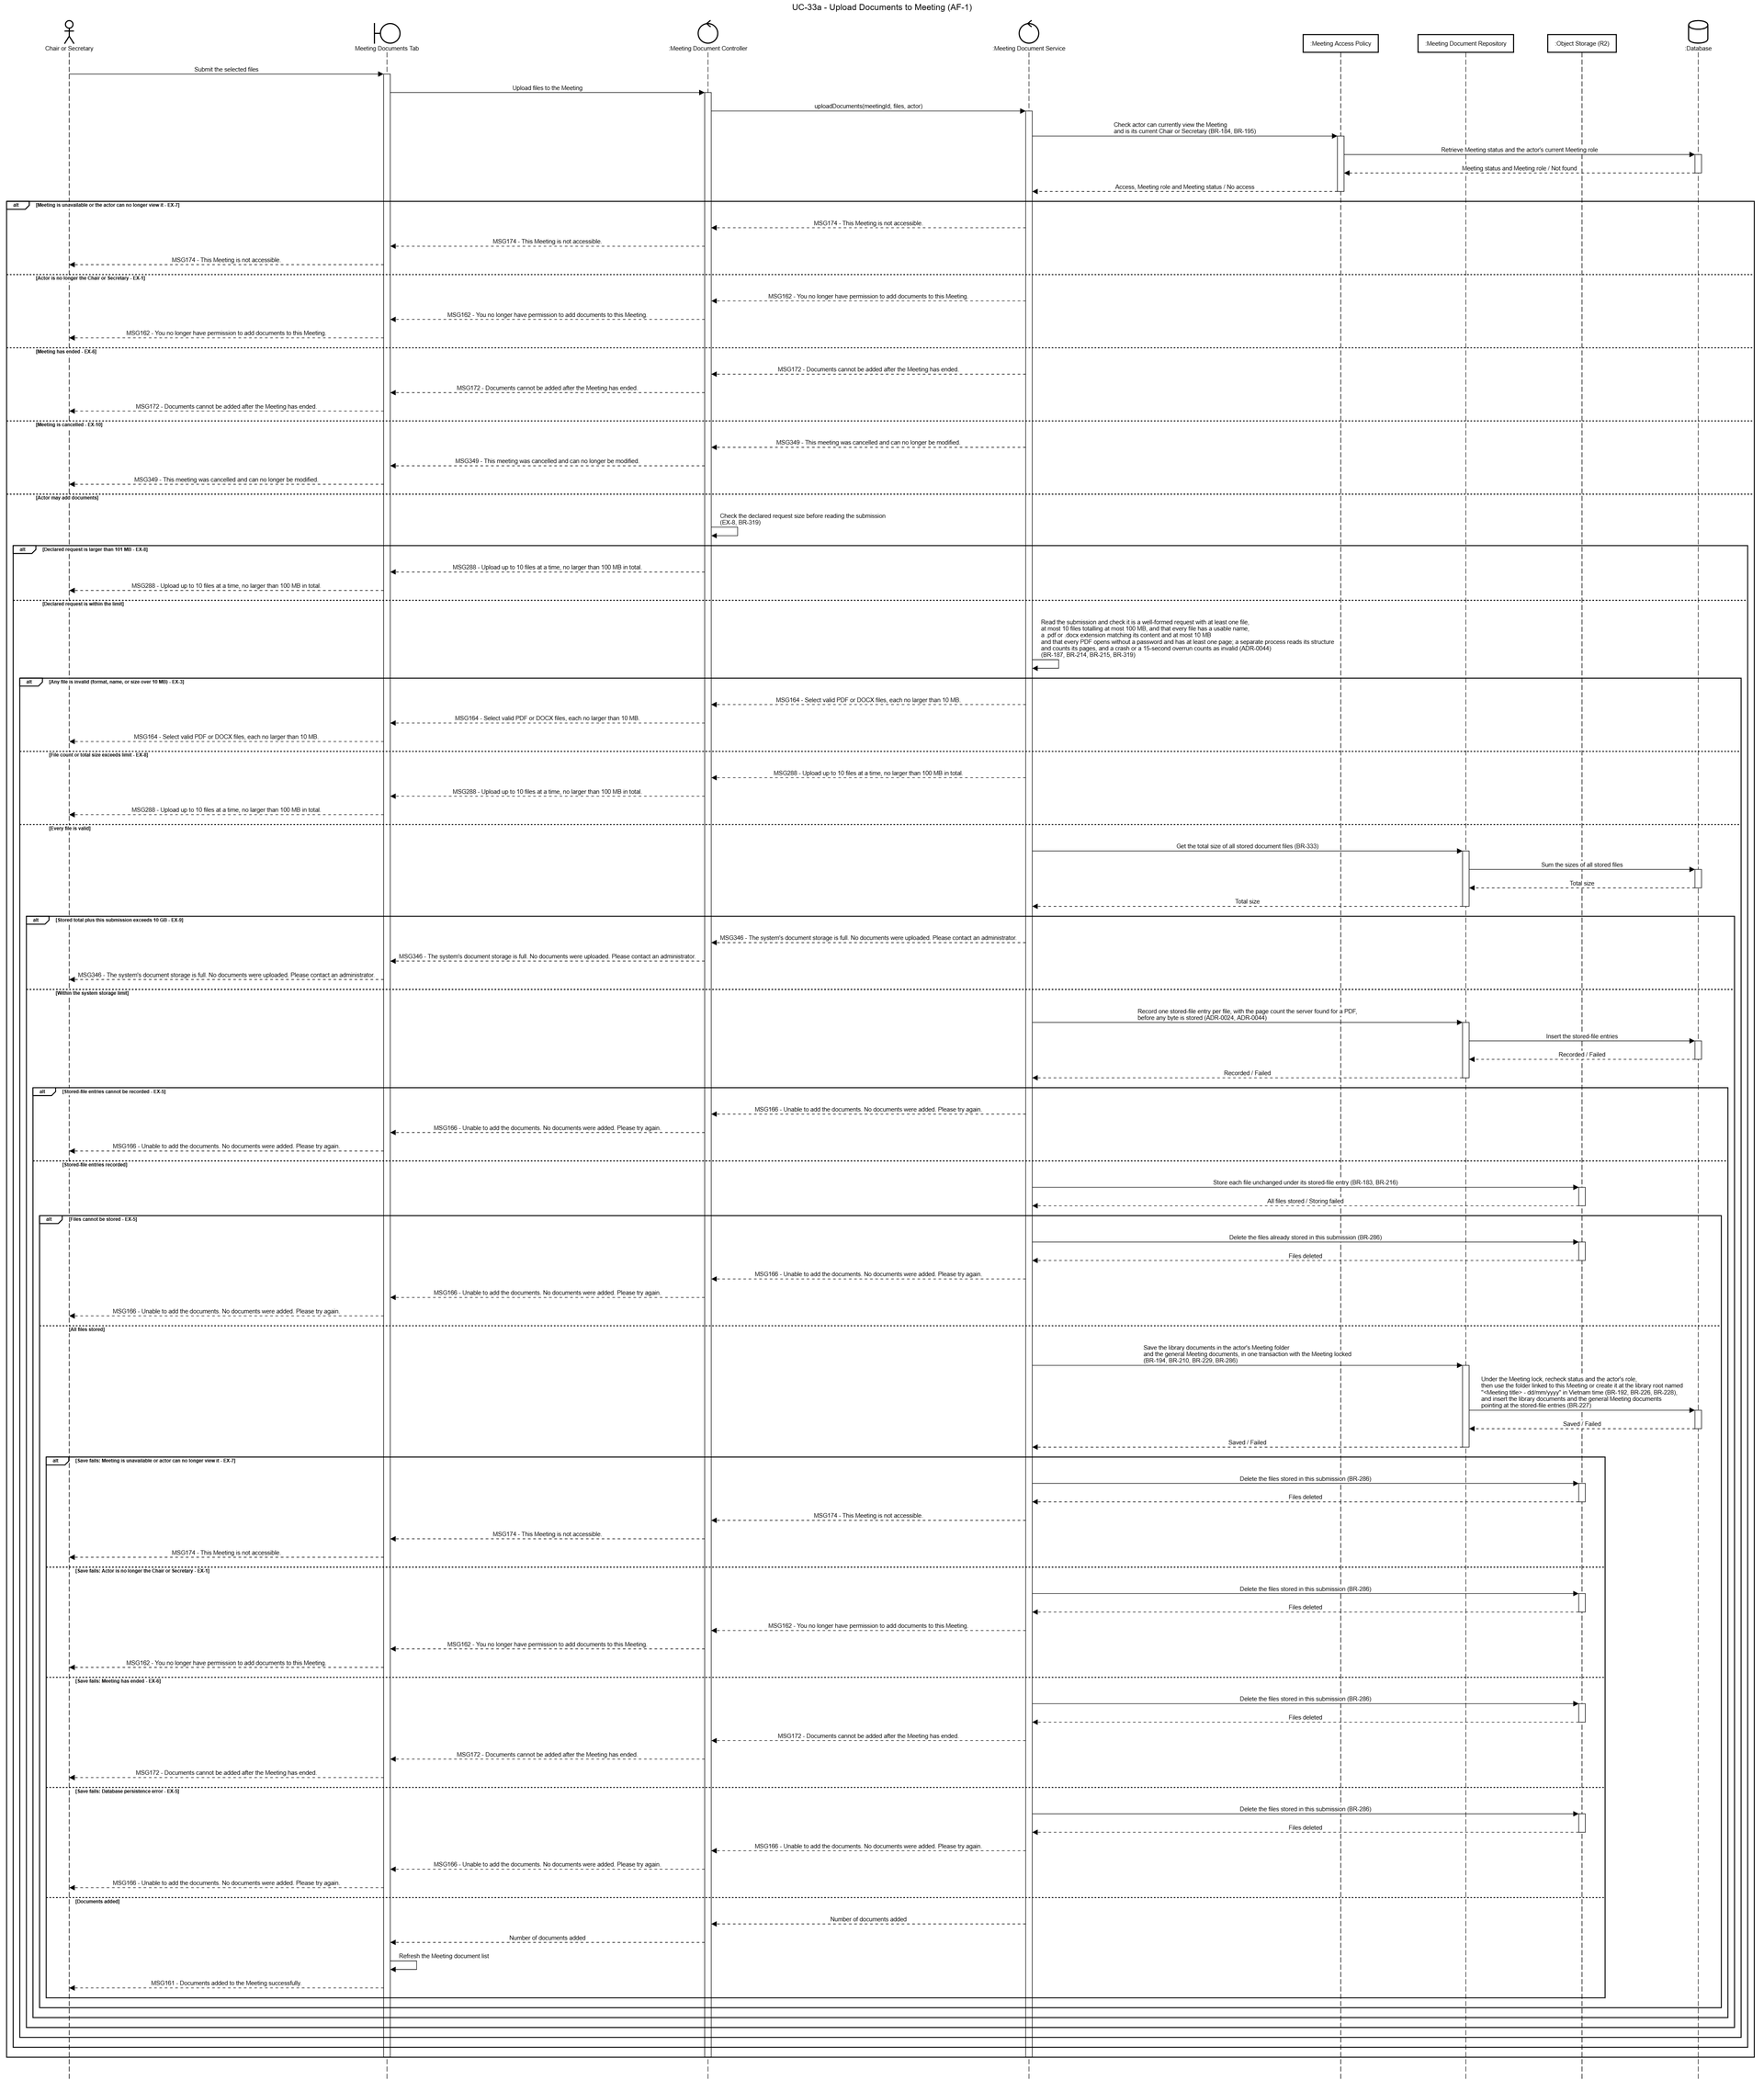 UC-33a - Upload Documents to Meeting (AF-1)
Chair or Secretary
Meeting Documents Tab
:Meeting Document Controller
:Meeting Document Service
:Meeting Access Policy
:Meeting Document Repository
Object Storage (R2)
:Database
Submit the selected files
Upload files to the Meeting
uploadDocuments(meetingId, files, actor)
Check actor can currently view the Meeting
and is its current Chair or Secretary (BR-184, BR-195)
Retrieve Meeting status and the actor's current Meeting role
Meeting status and Meeting role / Not found
Access, Meeting role and Meeting status / No access
alt
[Meeting is unavailable or the actor can no longer view it - EX-7]
MSG174 - This Meeting is not accessible.
MSG174 - This Meeting is not accessible.
MSG174 - This Meeting is not accessible.
[Actor is no longer the Chair or Secretary - EX-1]
MSG162 - You no longer have permission to add documents to this Meeting.
MSG162 - You no longer have permission to add documents to this Meeting.
MSG162 - You no longer have permission to add documents to this Meeting.
[Meeting has ended - EX-6]
MSG172 - Documents cannot be added after the Meeting has ended.
MSG172 - Documents cannot be added after the Meeting has ended.
MSG172 - Documents cannot be added after the Meeting has ended.
[Meeting is cancelled - EX-10]
MSG349 - This meeting was cancelled and can no longer be modified.
MSG349 - This meeting was cancelled and can no longer be modified.
MSG349 - This meeting was cancelled and can no longer be modified.
[Actor may add documents]
Check the declared request size before reading the submission
(EX-8, BR-319)
alt
[Declared request is larger than 101 MB - EX-8]
MSG288 - Upload up to 10 files at a time, no larger than 100 MB in total.
MSG288 - Upload up to 10 files at a time, no larger than 100 MB in total.
[Declared request is within the limit]
Read the submission and check it is a well-formed request with at least one file,
at most 10 files totalling at most 100 MB, and that every file has a usable name,
a .pdf or .docx extension matching its content and at most 10 MB
and that every PDF opens without a password and has at least one page; a separate process reads its structure
and counts its pages, and a crash or a 15-second overrun counts as invalid (ADR-0044)
(BR-187, BR-214, BR-215, BR-319)
alt
[Any file is invalid (format, name, or size over 10 MB) - EX-3]
MSG164 - Select valid PDF or DOCX files, each no larger than 10 MB.
MSG164 - Select valid PDF or DOCX files, each no larger than 10 MB.
MSG164 - Select valid PDF or DOCX files, each no larger than 10 MB.
[File count or total size exceeds limit - EX-8]
MSG288 - Upload up to 10 files at a time, no larger than 100 MB in total.
MSG288 - Upload up to 10 files at a time, no larger than 100 MB in total.
MSG288 - Upload up to 10 files at a time, no larger than 100 MB in total.
[Every file is valid]
Get the total size of all stored document files (BR-333)
Sum the sizes of all stored files
Total size
Total size
alt
[Stored total plus this submission exceeds 10 GB - EX-9]
MSG346 - The system's document storage is full. No documents were uploaded. Please contact an administrator.
MSG346 - The system's document storage is full. No documents were uploaded. Please contact an administrator.
MSG346 - The system's document storage is full. No documents were uploaded. Please contact an administrator.
[Within the system storage limit]
Record one stored-file entry per file, with the page count the server found for a PDF,
before any byte is stored (ADR-0024, ADR-0044)
Insert the stored-file entries
Recorded / Failed
Recorded / Failed
alt
[Stored-file entries cannot be recorded - EX-5]
MSG166 - Unable to add the documents. No documents were added. Please try again.
MSG166 - Unable to add the documents. No documents were added. Please try again.
MSG166 - Unable to add the documents. No documents were added. Please try again.
[Stored-file entries recorded]
Store each file unchanged under its stored-file entry (BR-183, BR-216)
All files stored / Storing failed
alt
[Files cannot be stored - EX-5]
Delete the files already stored in this submission (BR-286)
Files deleted
MSG166 - Unable to add the documents. No documents were added. Please try again.
MSG166 - Unable to add the documents. No documents were added. Please try again.
MSG166 - Unable to add the documents. No documents were added. Please try again.
[All files stored]
Save the library documents in the actor's Meeting folder
and the general Meeting documents, in one transaction with the Meeting locked
(BR-194, BR-210, BR-229, BR-286)
Under the Meeting lock, recheck status and the actor's role,
then use the folder linked to this Meeting or create it at the library root named
"<Meeting title> - dd/mm/yyyy" in Vietnam time (BR-192, BR-226, BR-228),
and insert the library documents and the general Meeting documents
pointing at the stored-file entries (BR-227)
Saved / Failed
Saved / Failed
alt
[Save fails: Meeting is unavailable or actor can no longer view it - EX-7]
Delete the files stored in this submission (BR-286)
Files deleted
MSG174 - This Meeting is not accessible.
MSG174 - This Meeting is not accessible.
MSG174 - This Meeting is not accessible.
[Save fails: Actor is no longer the Chair or Secretary - EX-1]
Delete the files stored in this submission (BR-286)
Files deleted
MSG162 - You no longer have permission to add documents to this Meeting.
MSG162 - You no longer have permission to add documents to this Meeting.
MSG162 - You no longer have permission to add documents to this Meeting.
[Save fails: Meeting has ended - EX-6]
Delete the files stored in this submission (BR-286)
Files deleted
MSG172 - Documents cannot be added after the Meeting has ended.
MSG172 - Documents cannot be added after the Meeting has ended.
MSG172 - Documents cannot be added after the Meeting has ended.
[Save fails: Database persistence error - EX-5]
Delete the files stored in this submission (BR-286)
Files deleted
MSG166 - Unable to add the documents. No documents were added. Please try again.
MSG166 - Unable to add the documents. No documents were added. Please try again.
MSG166 - Unable to add the documents. No documents were added. Please try again.
[Documents added]
Number of documents added
Number of documents added
Refresh the Meeting document list
MSG161 - Documents added to the Meeting successfully.